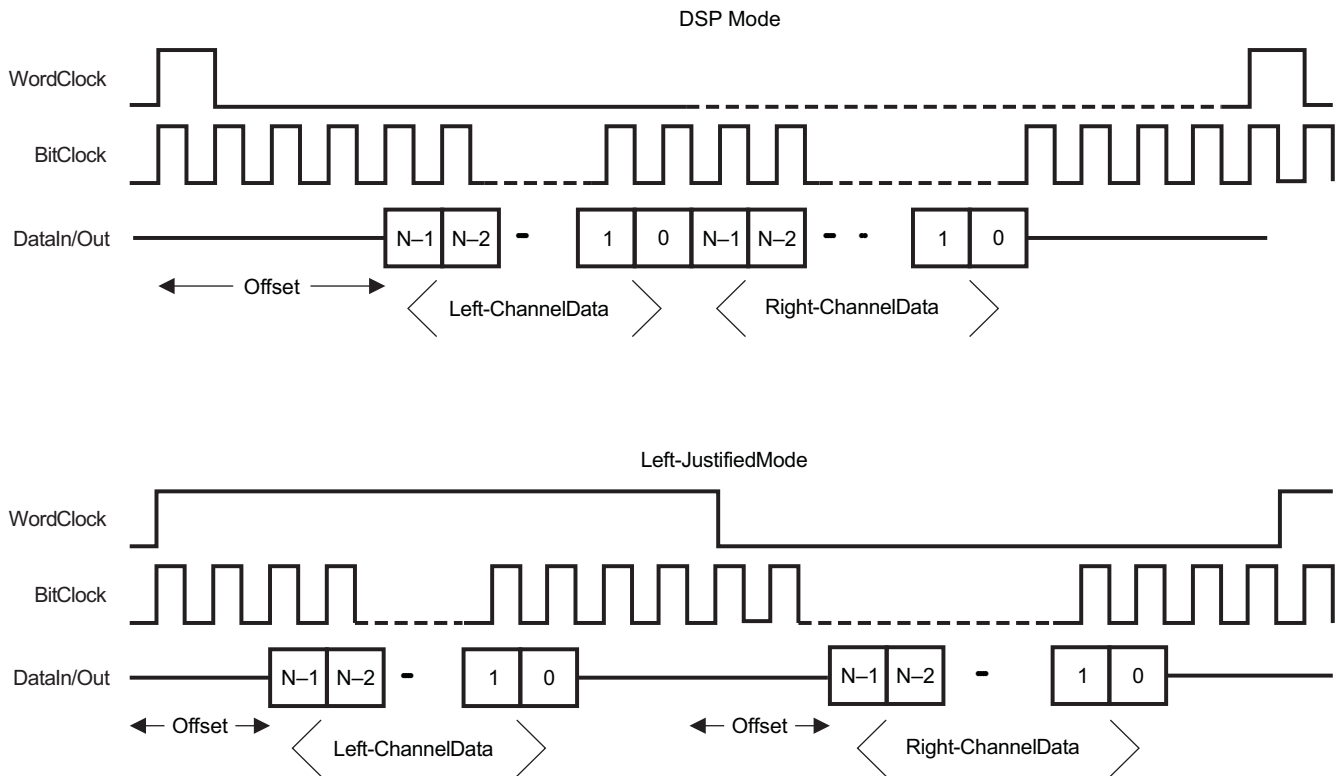 DSP Mode
WordClock
BitClock
DataIn/Out
N–1 N–2 1 0 N–1 N–2 1 0
Offset
Left-ChannelData
Right-ChannelData
Left-JustifiedMode
WordClock
BitClock
DataIn/Out
N–1 N–2 1 0 N–1 N–2 1 0
Offset
Offset
Left-ChannelData
Right-ChannelData